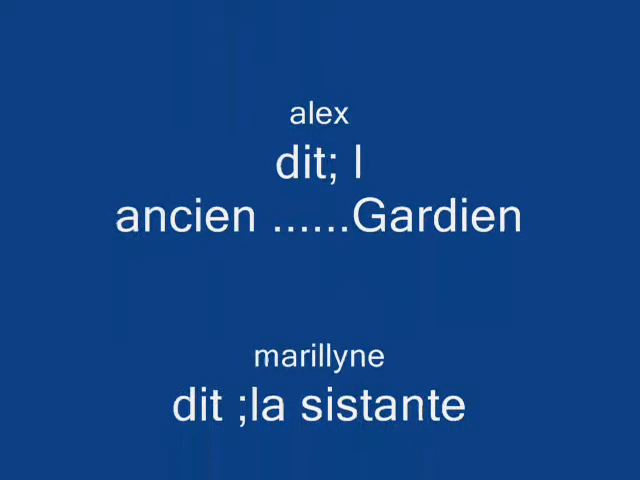 alex
dit; l
ancien ......Gardien
marillyne
dit ;la sistante